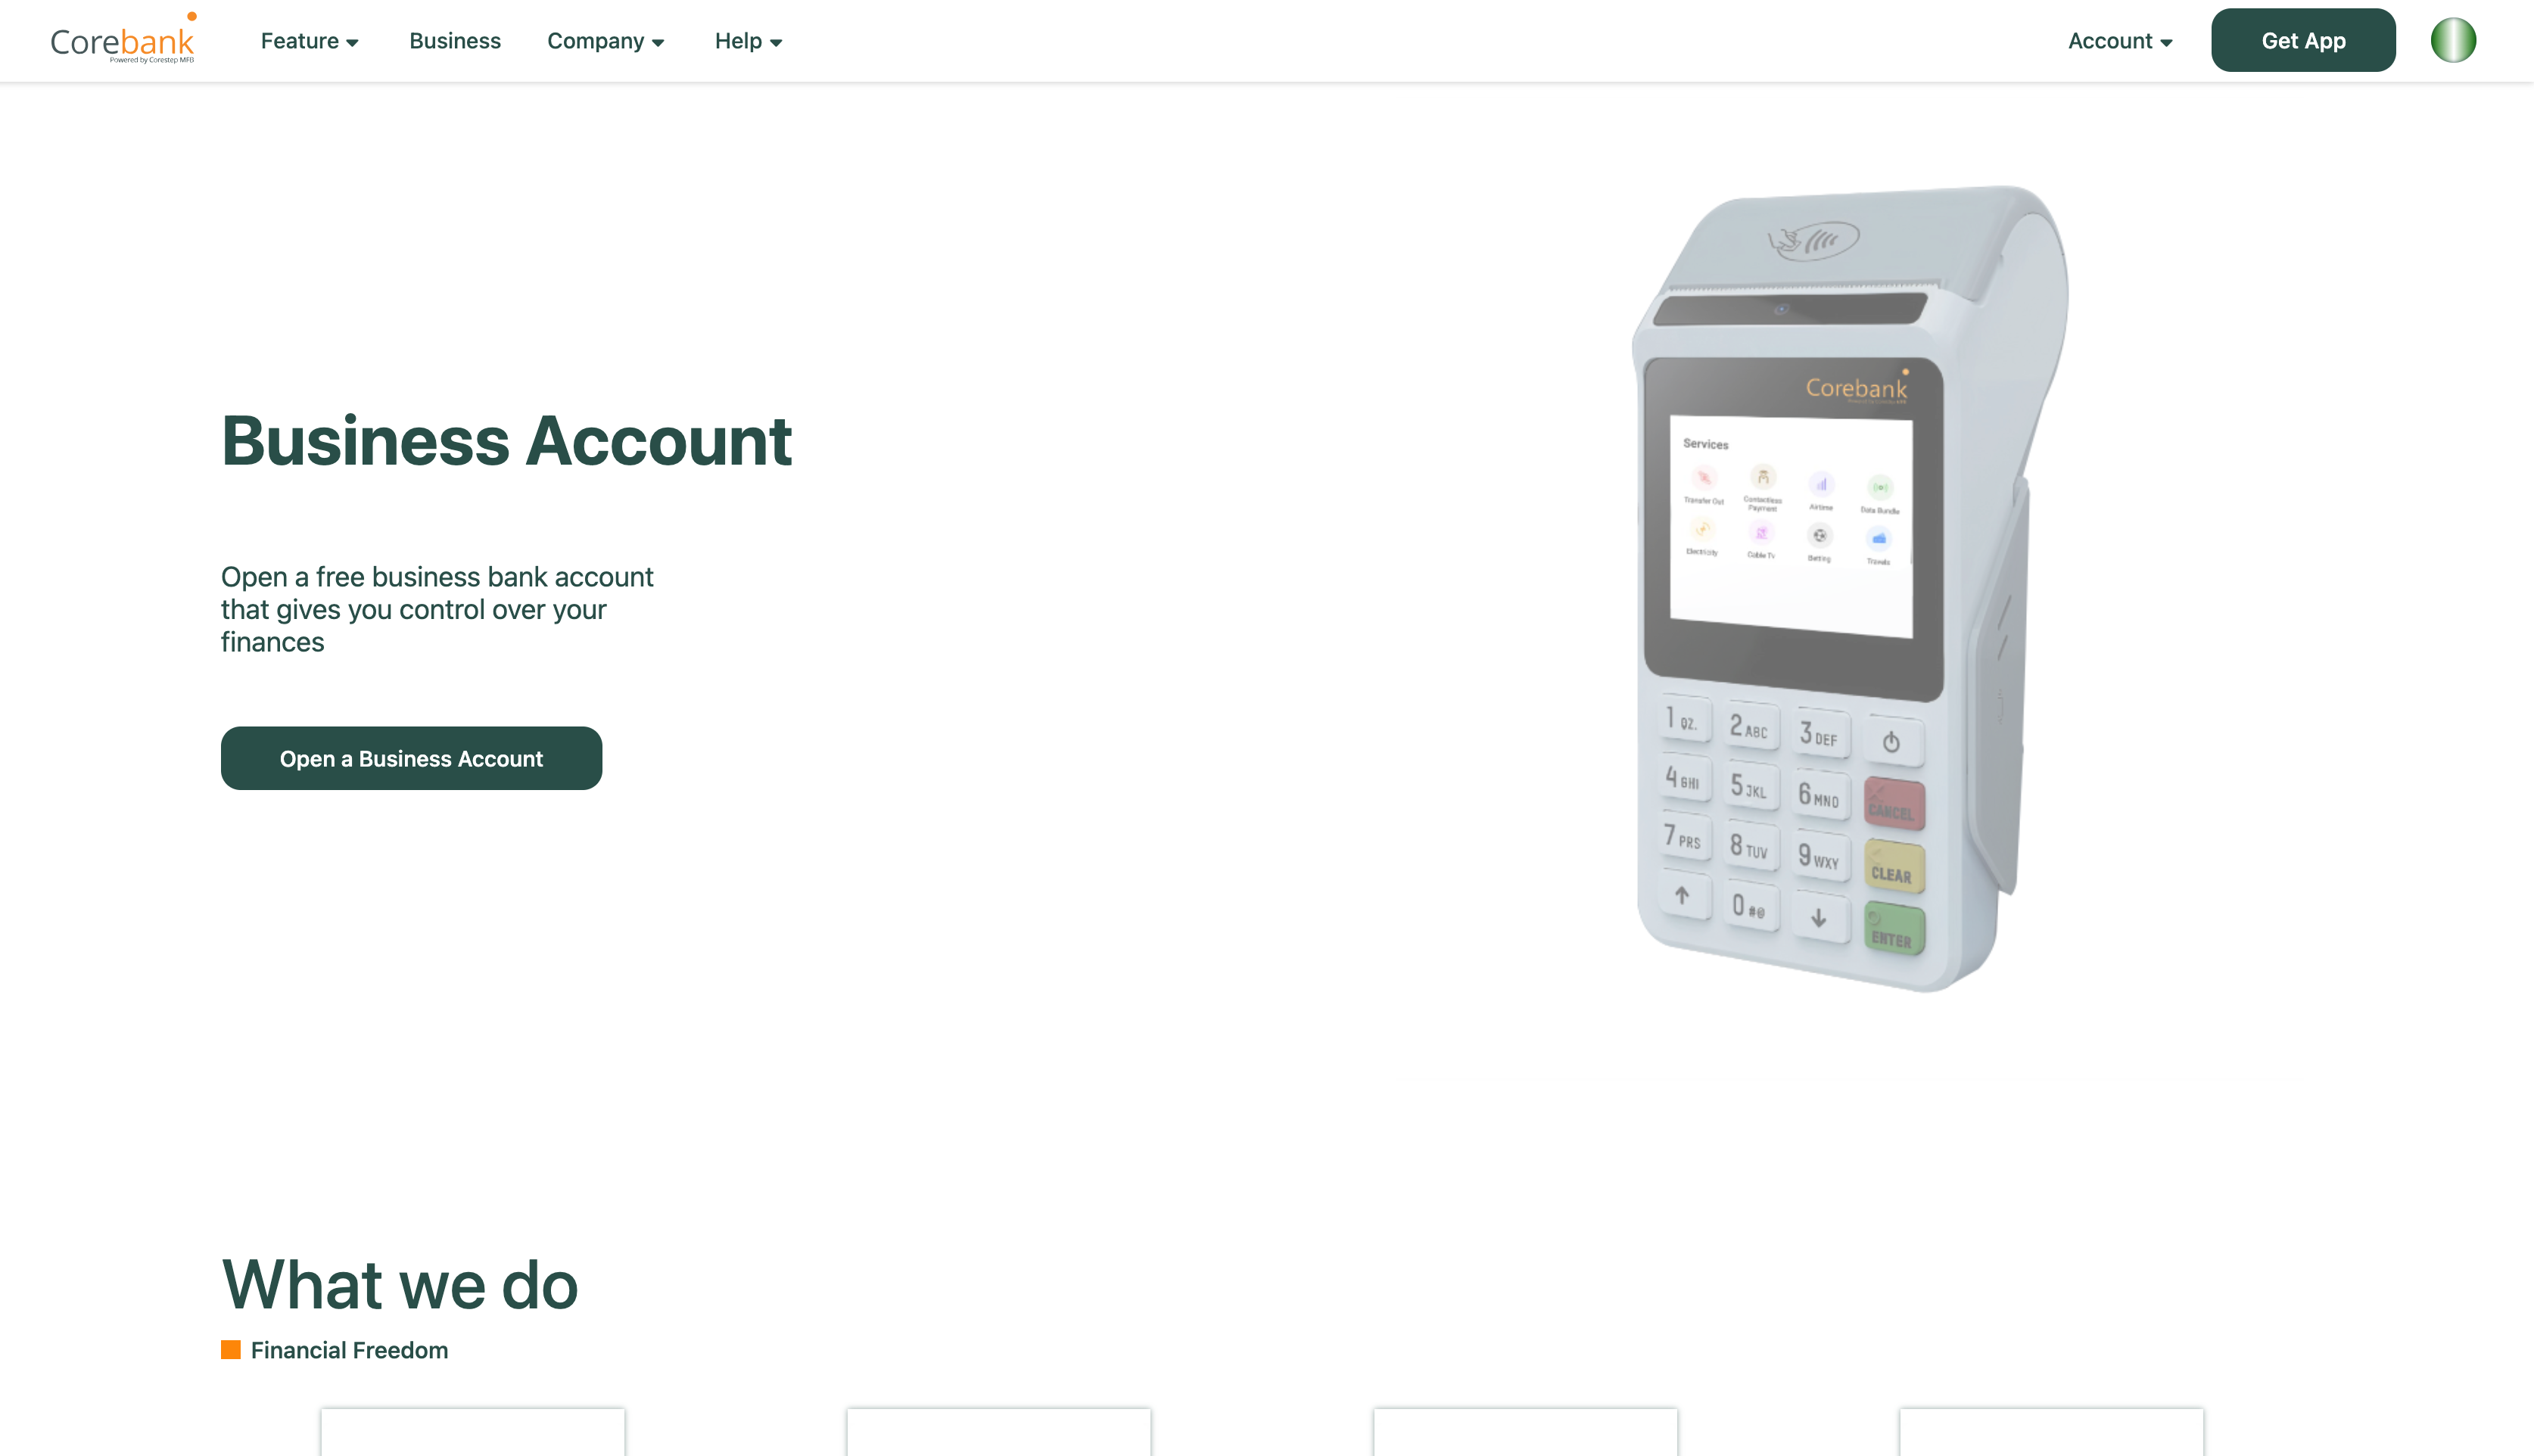 Corebank
Powered by Corestep MFB
Feature
Business
Company
Help
Account
Get App
Business Account
Open a free business bank account
that gives you control over your
finances
Open a Business Account
Corebank
Services
Transfer Out
Contactless
Payment
Airtime
Data Bundle
Electricity
Cable Tv
Betting
Travels
1 QZ.
2 ABC
3 DEF
4 GHI
5 JKL
6 MNO
CANCEL
7 PRS
8 TUV
9 WXY
CLEAR
0 #@
ENTER
What we do
Financial Freedom